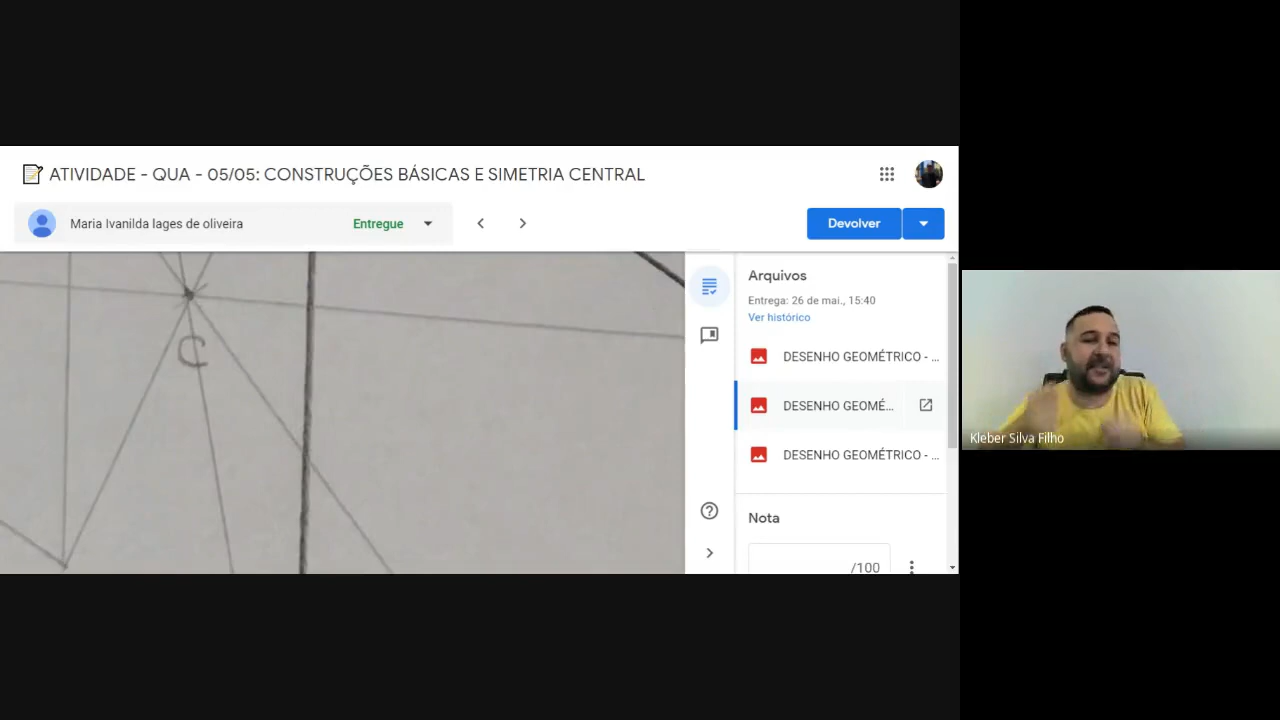 ATIVIDADE - QUA - 05/05: CONSTRUÇÕES BÁSICAS E SIMETRIA CENTRAL
Maria Ivanilda lages de oliveira
Entregue
Devolver
C
Arquivos
Entrega: 26 de mai., 15:40
Ver histórico
DESENHO GEOMÉTRICO - ...
DESENHO GEOMÉ...
DESENHO GEOMÉTRICO - ...
Nota
/100
Kleber Silva Filho